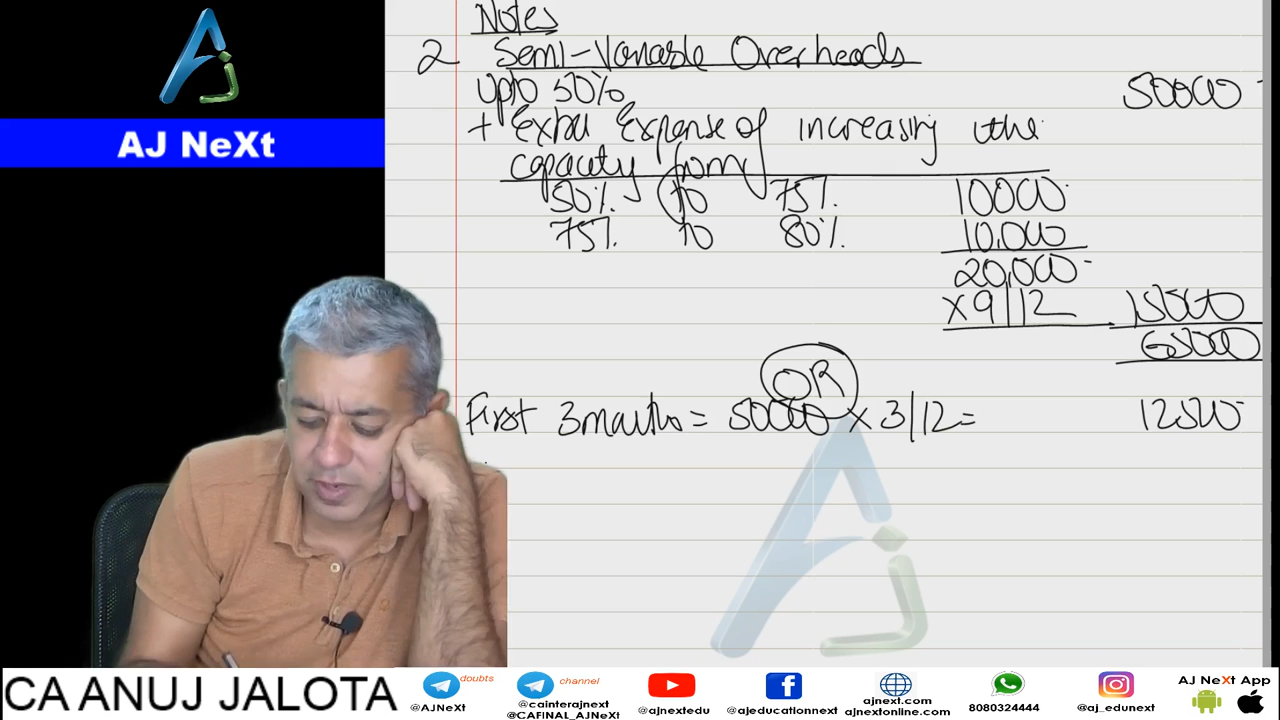 AJ NeXt
Notes
2 Semi-Variable Overheads
Upto 50% 50000
+ Extra Expense of increasing the
capacity from
50% to 75% 10000
75% to 80% 10,000
20,000
X 9/12 15000
65000
OR
First 3 months = 50000 x 3/12= 12500
CA ANUJ JALOTA
doubts
@AJNeXt
channel
@cainterajnext
@CAFINAL_AJNeXt
@ajnextedu
@ajeducationnext
ajnext.com
ajnextonline.com
8080324444
@aj_edunext
AJ NeXt App